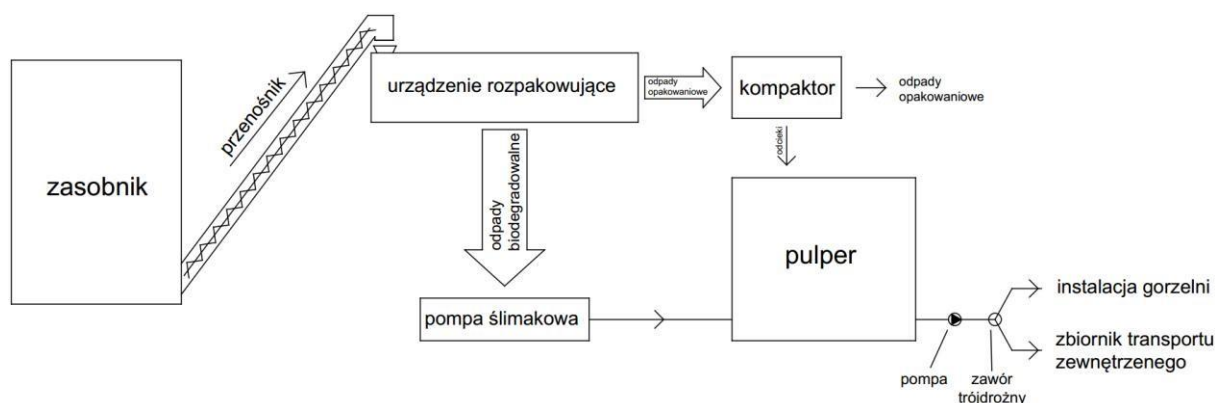 zasobnik
przenośnik
urządzenie rozpakowujące
odpady
opakowaniowe
kompaktor
odpady
opakowaniowe
odpady
biodegradowalne
odcieki
pompa ślimakowa
pulper
instalacja gorzelni
zbiornik transportu
zewnętrzenego
pompa
zawór
trójdrożny